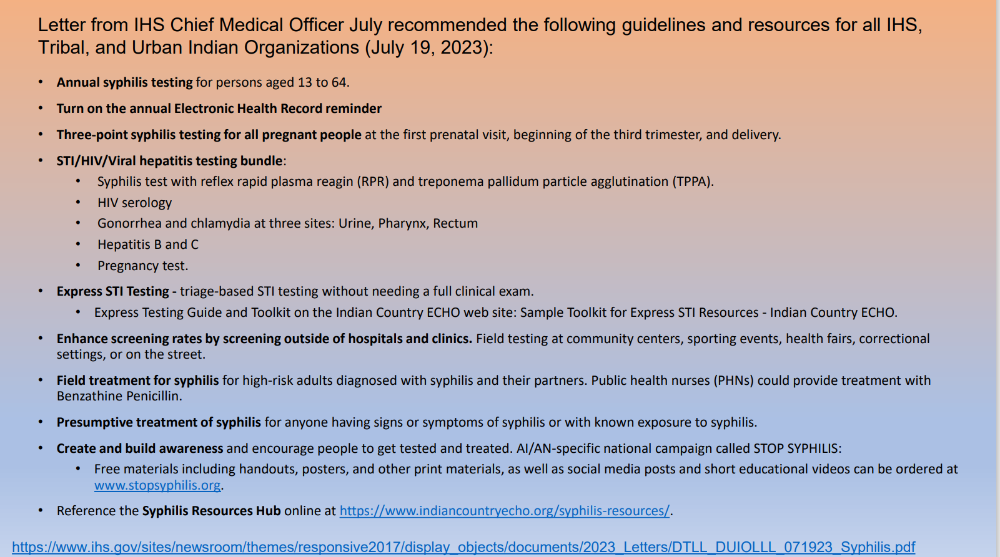 Letter from IHS Chief Medical Officer July recommended the following guidelines and resources for all IHS,
Tribal, and Urban Indian Organizations (July 19, 2023):
• Annual syphilis testing for persons aged 13 to 64.
• Turn on the annual Electronic Health Record reminder
• Three-point syphilis testing for all pregnant people at the first prenatal visit, beginning of the third trimester, and delivery.
• STI/HIV/Viral hepatitis testing bundle:
• Syphilis test with reflex rapid plasma reagin (RPR) and treponema pallidum particle agglutination (TPPA).
• HIV serology
• Gonorrhea and chlamydia at three sites: Urine, Pharynx, Rectum
• Hepatitis B and C
• Pregnancy test.
• Express STI Testing - triage-based STI testing without needing a full clinical exam.
• Express Testing Guide and Toolkit on the Indian Country ECHO web site: Sample Toolkit for Express STI Resources - Indian Country ECHO.
• Enhance screening rates by screening outside of hospitals and clinics. Field testing at community centers, sporting events, health fairs, correctional
settings, or on the street.
• Field treatment for syphilis for high-risk adults diagnosed with syphilis and their partners. Public health nurses (PHNs) could provide treatment with
Benzathine Penicillin.
• Presumptive treatment of syphilis for anyone having signs or symptoms of syphilis or with known exposure to syphilis.
• Create and build awareness and encourage people to get tested and treated. AI/AN-specific national campaign called STOP SYPHILIS:
• Free materials including handouts, posters, and other print materials, as well as social media posts and short educational videos can be ordered at
www.stopsyphilis.org.
• Reference the Syphilis Resources Hub online at https://www.indiancountryecho.org/syphilis-resources/.
https://www.ihs.gov/sites/newsroom/themes/responsive2017/display_objects/documents/2023_Letters/DTLL_DUIOLLL_071923_Syphilis.pdf